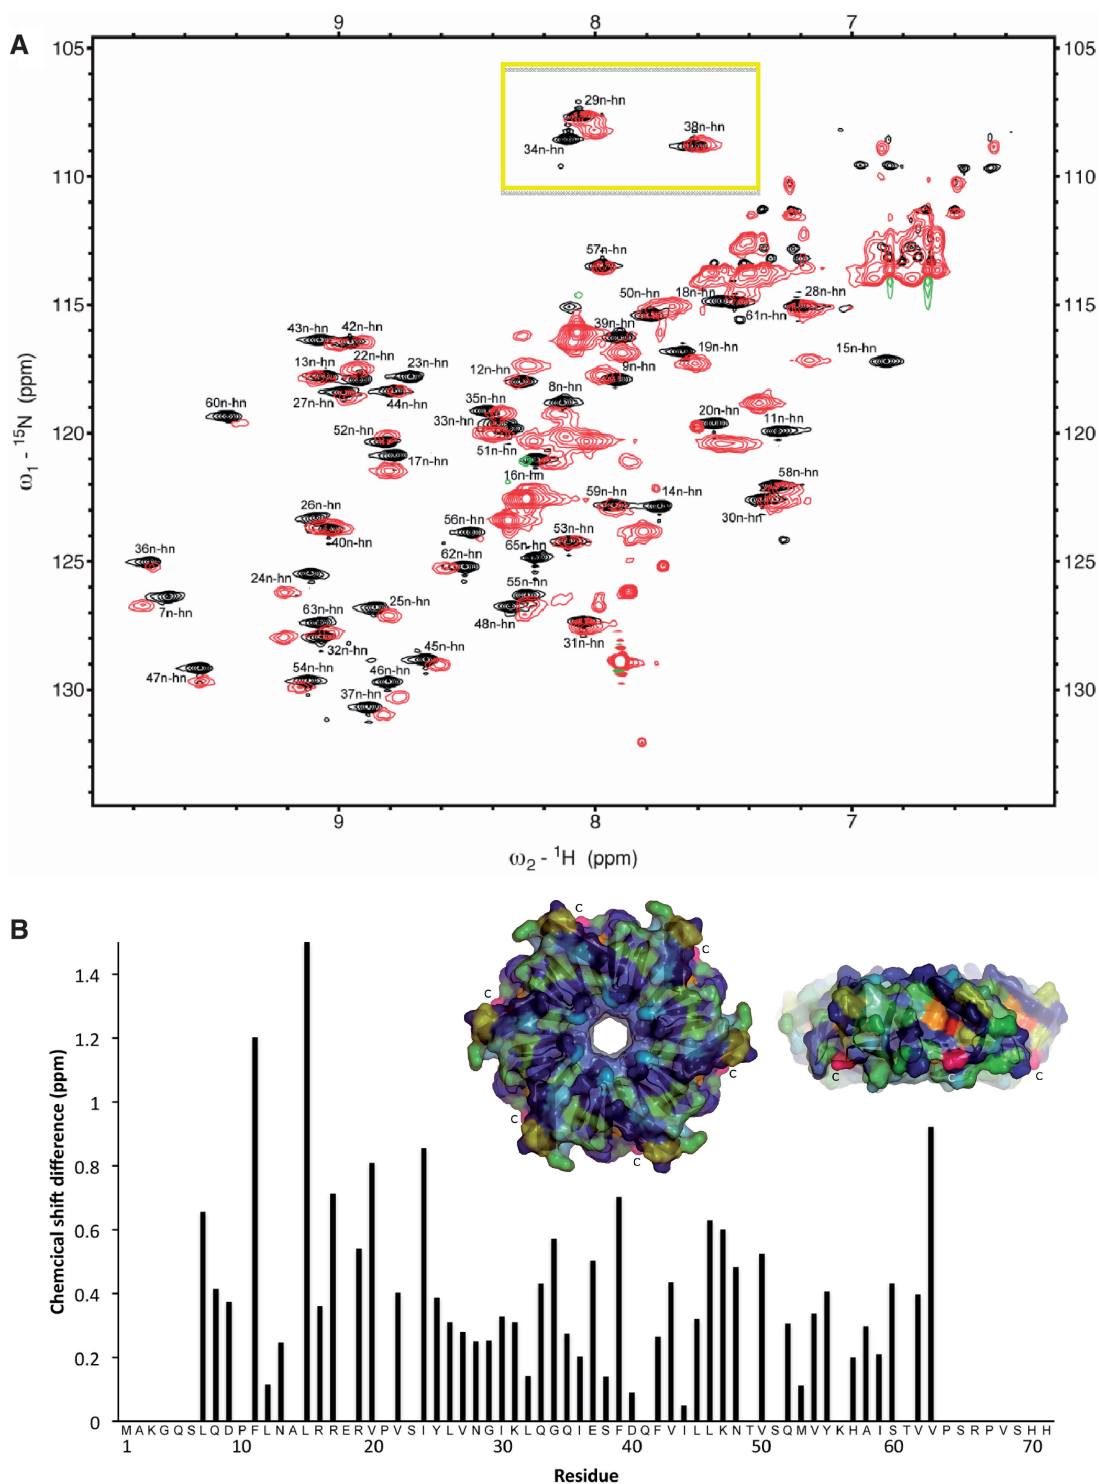 A
9 8 7
105 105
29n-hn
38n-hn
34n-hn
110 110
57n-hn
50n-hn 18n-hn 28n-hn
115 115
61n-hn
43n-hn 42n-hn 39n-hn
19n-hn 15n-hn
13n-hn 22n-hn 23n-hn 12n-hn 9n-hn
27n-hn 44n-hn 35n-hn 8n-hn
60n-hn
33n-hn 20n-hn 11n-hn
120 120
52n-hn 51n-hn
17n-hn
16n-hn 58n-hn
59n-hn 14n-hn
26n-hn 30n-hn
56n-hn 53n-hn
40n-hn
36n-hn 62n-hn 65n-hn
125 125
24n-hn 55n-hn
7n-hn 25n-hn
63n-hn 48n-hn
32n-hn 31n-hn
45n-hn
47n-hn 54n-hn 46n-hn
130 130
37n-hn
ω1 - 15N (ppm)
9 8 7
ω2 - 1H (ppm)
B
C
C
C
C
C
C
C C C
Chemcical shift difference (ppm)
1.4
1.2
1
0.8
0.6
0.4
0.2
0
M A K G Q S L Q D P F L N A L R R E R V P V S I Y L V N G I K L Q G Q I E S F D Q F V I L L K N T V S Q M V Y K H A I S T V V P S R P V S H H
1 10 20 30 40 50 60 70
Residue